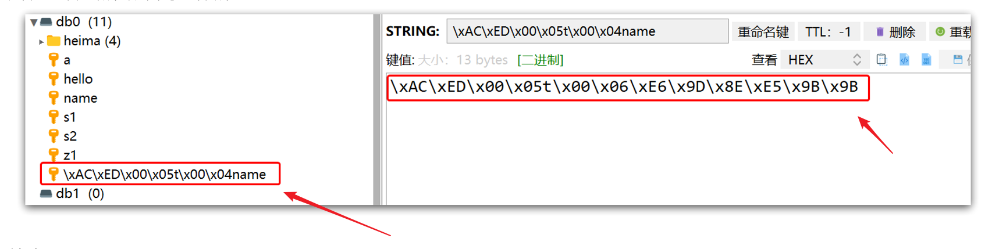 db0 (11)
heima (4)
a
hello
name
s1
s2
z1
\xAC\xED\x00\x05t\x00\x04name
db1 (0)
STRING: \xAC\xED\x00\x05t\x00\x04name 重命名键 TTL: -1 删除 重载
键值: 大小: 13 bytes [二进制] 查看 HEX
\xAC\xED\x00\x05t\x00\x06\xE6\x9D\x8E\xE5\x9B\x9B